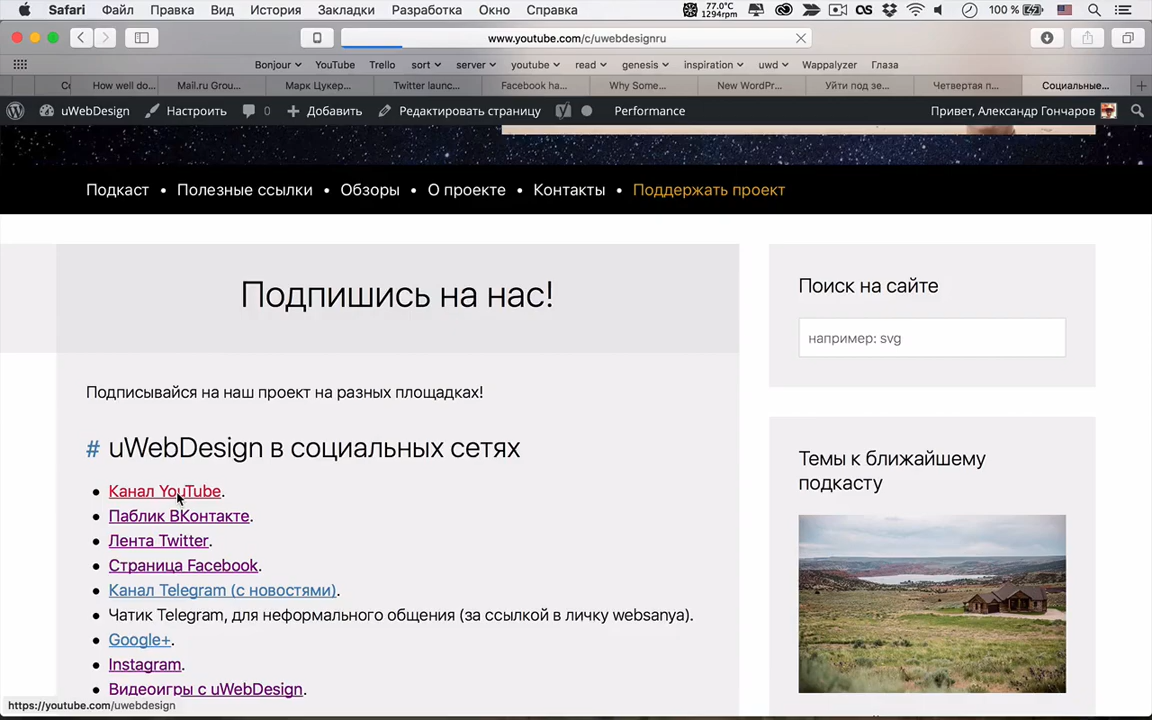 Safari Файл Правка Вид История Закладки Разработка Окно Справка 77.0°C 1294rpm 100 %
www.youtube.com/c/uwebdesignru
Bonjour YouTube Trello sort server youtube read genesis inspiration uwd Wappalyzer Глаза
How well do... Mail.ru Grou... Марк Цукер... Twitter launc... Facebook ha... Why Some... New WordPr... Уйти под зе... Четвертая п... Социальные...
uWebDesign Настроить 0 Добавить Редактировать страницу Performance Привет, Александр Гончаров
Подкаст • Полезные ссылки • Обзоры • О проекте • Контакты • Поддержать проект
Подпишись на нас!
Подписывайся на наш проект на разных площадках!
# uWebDesign в социальных сетях
• Канал YouTube.
• Паблик ВКонтакте.
• Лента Twitter.
• Страница Facebook.
• Канал Telegram (с новостями).
• Чатик Telegram, для неформального общения (за ссылкой в личку websanya).
• Google+.
• Instagram.
• Видеоигры с uWebDesign.
Поиск на сайте
например: svg
Темы к ближайшему
подкасту
https://youtube.com/uwebdesign